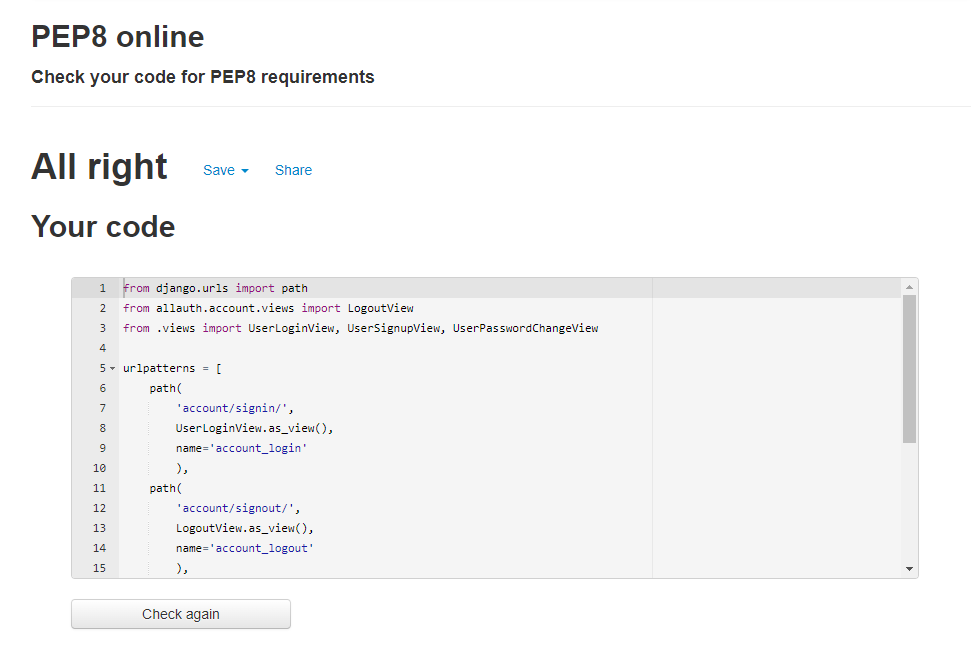 PEP8 online
Check your code for PEP8 requirements
All right Save Share
Your code
1 from django.urls import path
2 from allauth.account.views import LogoutView
3 from .views import UserLoginView, UserSignupView, UserPasswordChangeView
4
5 urlpatterns = [
6 path(
7 'account/signin/',
8 UserLoginView.as_view(),
9 name='account_login'
10 ),
11 path(
12 'account/signout/',
13 LogoutView.as_view(),
14 name='account_logout'
15 ),
Check again